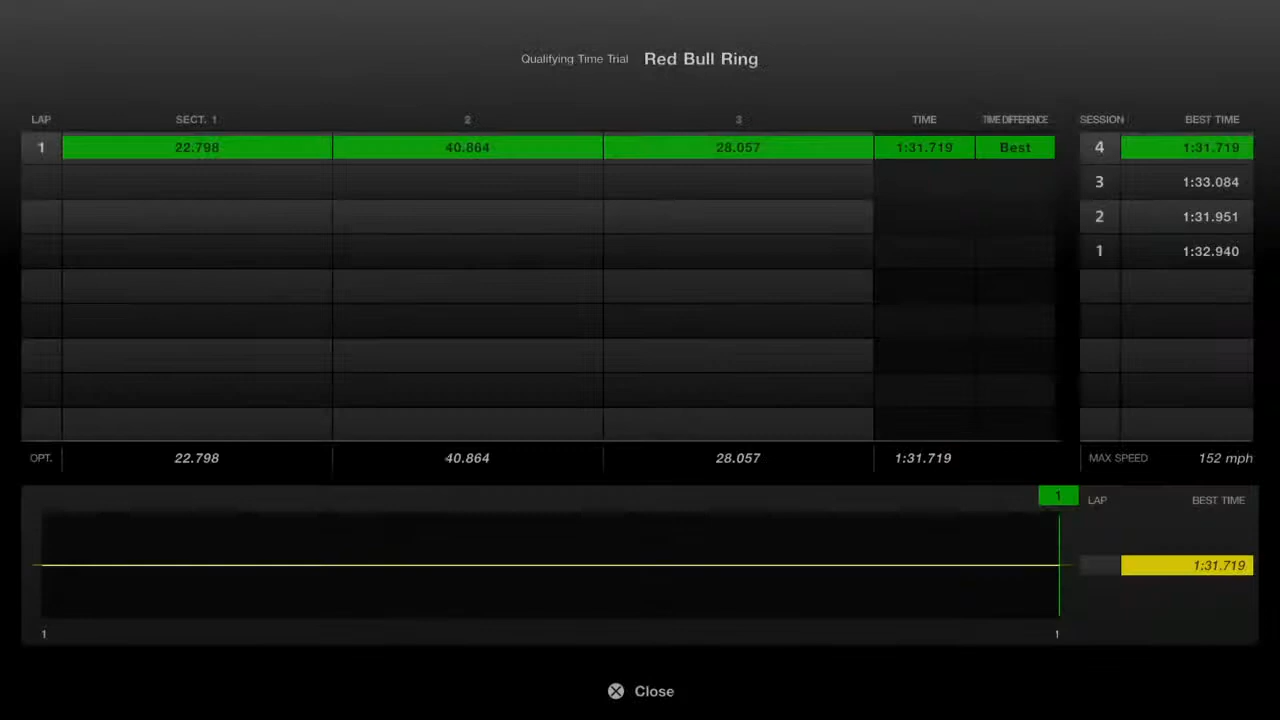 Qualifying Time Trial Red Bull Ring
LAP SECT. 1 2 3 TIME TIME DIFFERENCE SESSION BEST TIME
1 22.798 40.864 28.057 1:31.719 Best 4 1:31.719
3 1:33.084
2 1:31.951
1 1:32.940
OPT. 22.798 40.864 28.057 1:31.719 MAX SPEED 152 mph
1 LAP BEST TIME
1:31.719
1 1
Close